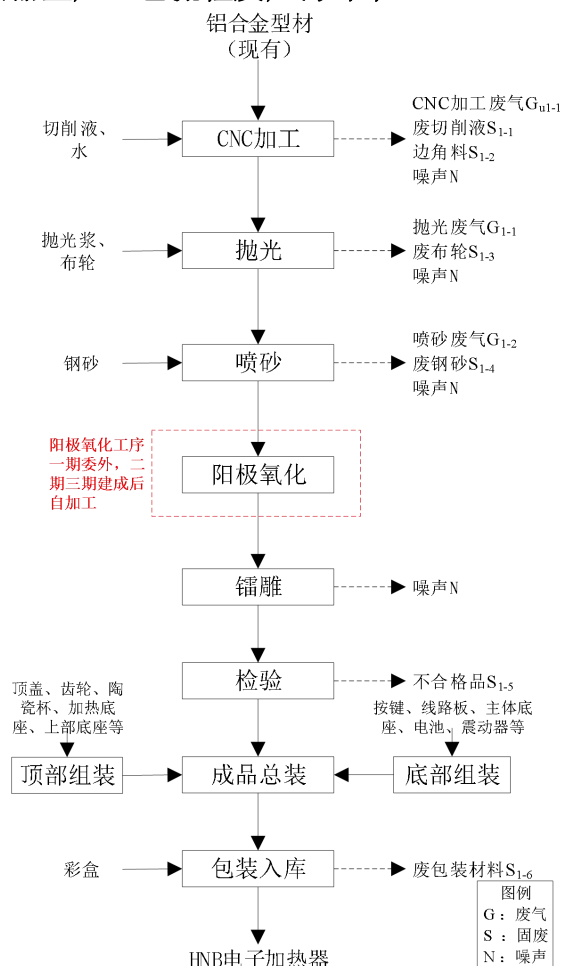 铝合金型材
（现有）
切削液、
水
CNC加工
CNC加工废气Gu1-1
废切削液S1-1
边角料S1-2
噪声N
抛光浆、
布轮
抛光
抛光废气G1-1
废布轮S1-3
噪声N
钢砂
喷砂
喷砂废气G1-2
废钢砂S1-4
噪声N
阳极氧化工序
一期委外，二
期三期建成后
自加工
阳极氧化
镭雕
噪声N
检验
不合格品S1-5
顶盖、齿轮、陶
瓷杯、加热底
座、上部底座等
按键、线路板、主体底
座、电池、震动器等
顶部组装
成品总装
底部组装
彩盒
包装入库
废包装材料S1-6
HNB电子加热器
图例
G：废气
S：固废
N：噪声